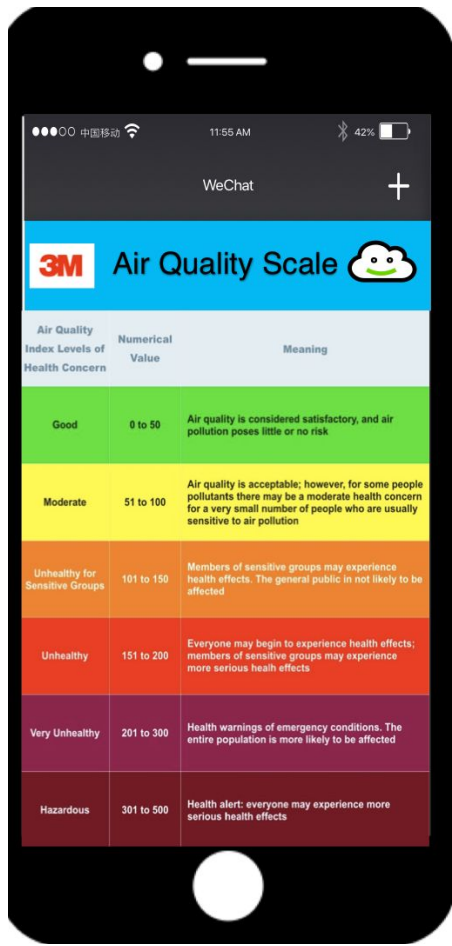 中国移动 11:55 AM 42%
WeChat
3M Air Quality Scale
Air Quality
Index Levels of
Health Concern
Numerical
Value
Meaning
Good
0 to 50
Air quality is considered satisfactory, and air
pollution poses little or no risk
Moderate
51 to 100
Air quality is acceptable; however, for some people
pollutants there may be a moderate health concern
for a very small number of people who are usually
sensitive to air pollution
Unhealthy for
Sensitive Groups
101 to 150
Members of sensitive groups may experience
health effects. The general public in not likely to be
affected
Unhealthy
151 to 200
Everyone may begin to experience health effects;
members of sensitive groups may experience
more serious healh effects
Very Unhealthy
201 to 300
Health warnings of emergency conditions. The
entire population is more likely to be affected
Hazardous
301 to 500
Health alert: everyone may experience more
serious health effects